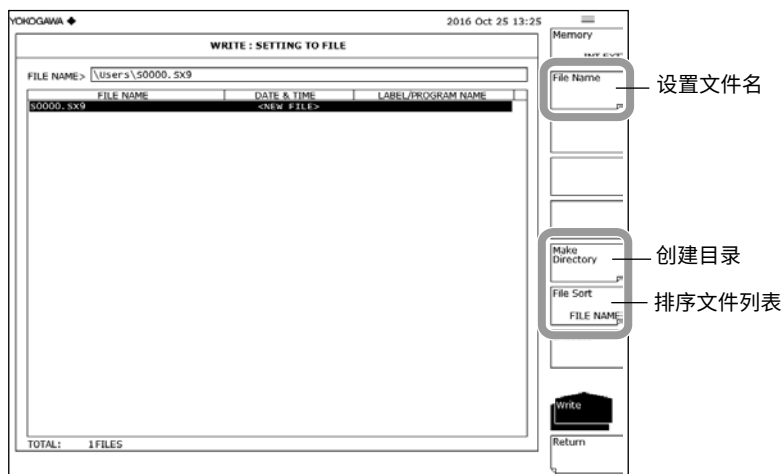 YOKOGAWA ◆ 2016 Oct 25 13:25
WRITE : SETTING TO FILE
FILE NAME> \Users\S0000.SX9
FILE NAME DATE & TIME LABEL/PROGRAM NAME
S0000.SX9 <NEW FILE>
TOTAL: 1FILES
Memory
File Name
设置文件名
Make
Directory
创建目录
File Sort
FILE NAME
排序文件列表
Write
Return